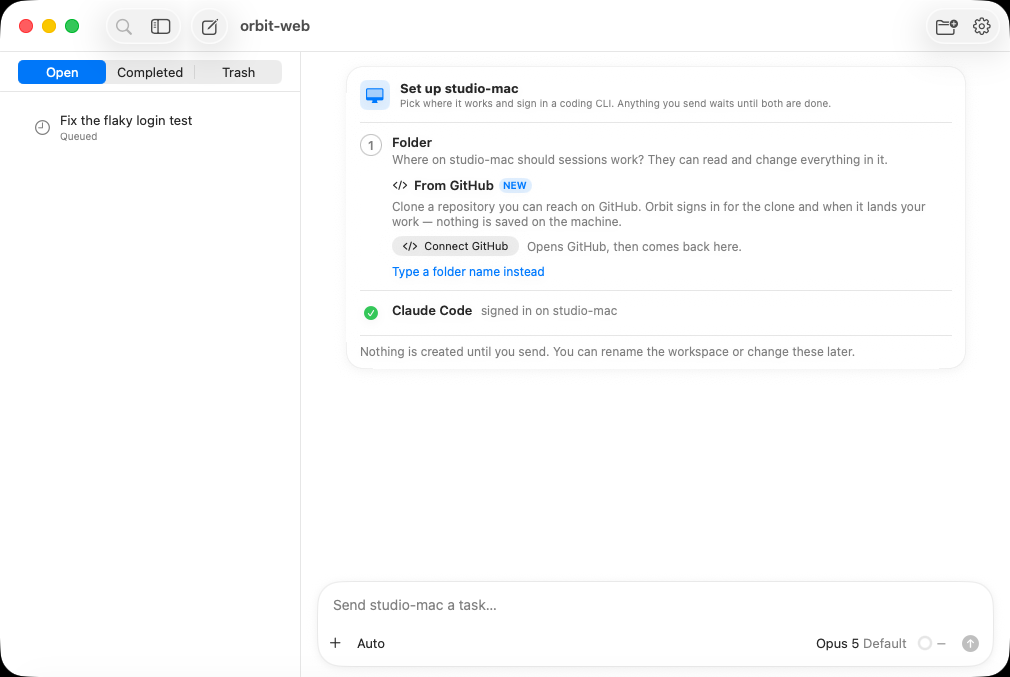 orbit-web
Open
Completed
Trash
Fix the flaky login test
Queued
Set up studio-mac
Pick where it works and sign in a coding CLI. Anything you send waits until both are done.
1
Folder
Where on studio-mac should sessions work? They can read and change everything in it.
</> From GitHub NEW
Clone a repository you can reach on GitHub. Orbit signs in for the clone and when it lands your
work — nothing is saved on the machine.
</> Connect GitHub
Opens GitHub, then comes back here.
Type a folder name instead
Claude Code signed in on studio-mac
Nothing is created until you send. You can rename the workspace or change these later.
Send studio-mac a task...
+ Auto
Opus 5 Default –